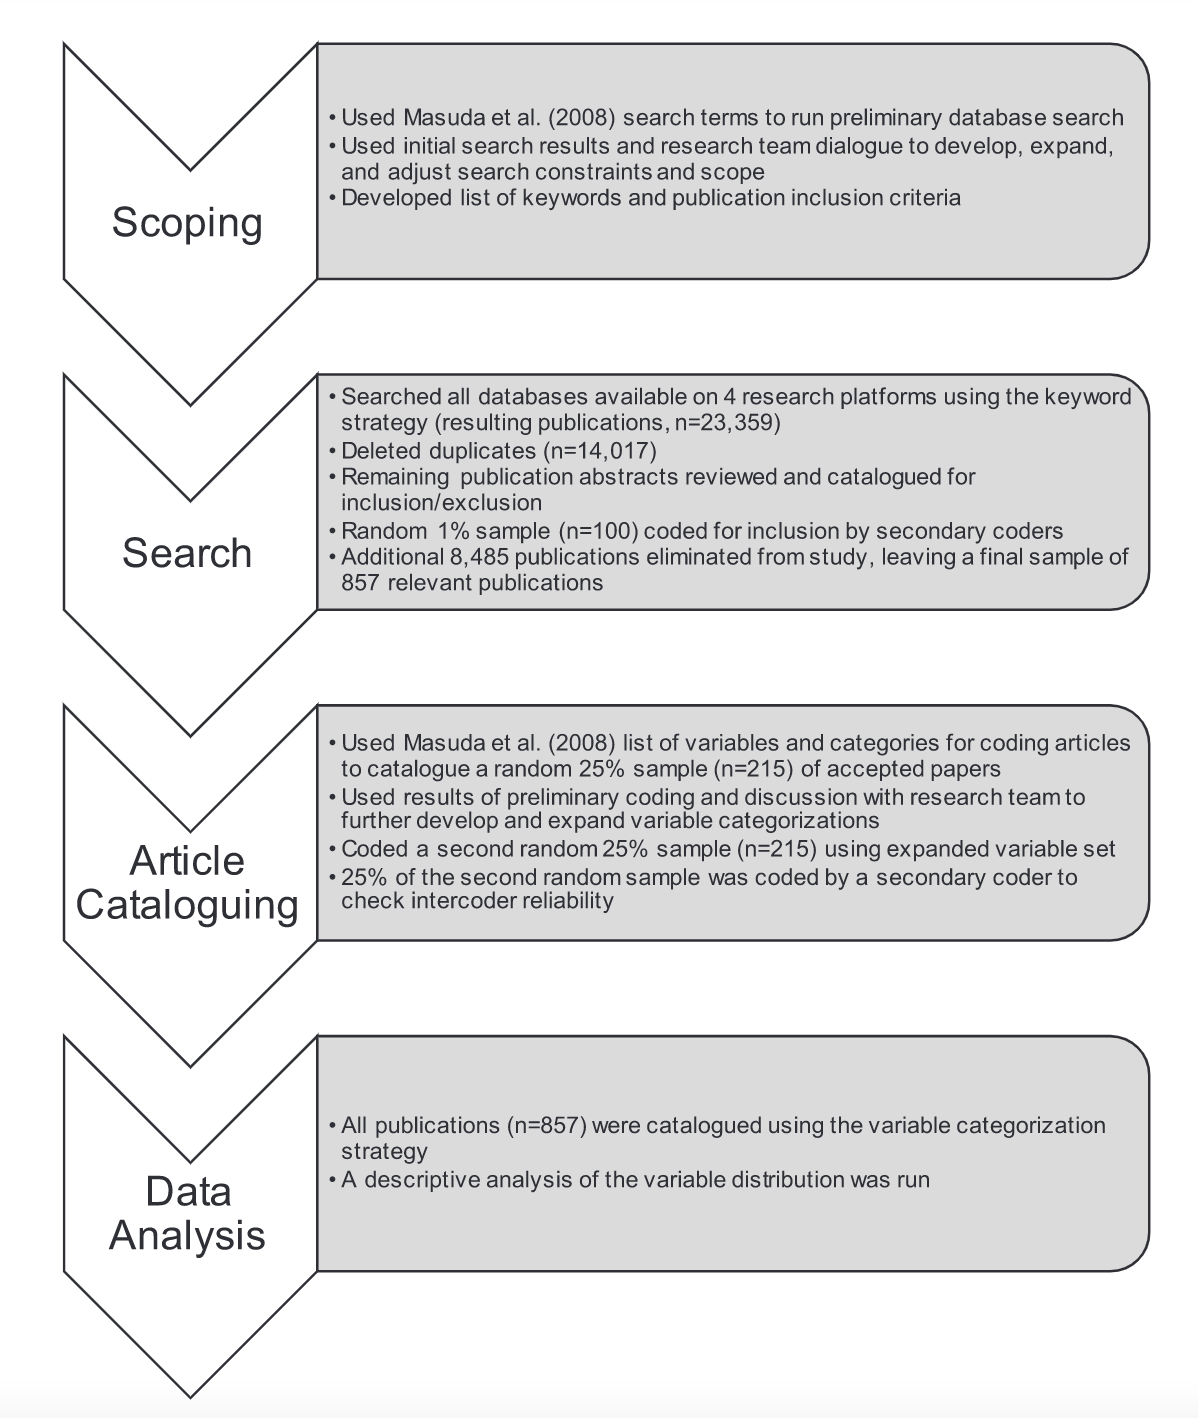 Scoping
• Used Masuda et al. (2008) search terms to run preliminary database search
• Used initial search results and research team dialogue to develop, expand,
and adjust search constraints and scope
• Developed list of keywords and publication inclusion criteria
Search
• Searched all databases available on 4 research platforms using the keyword
strategy (resulting publications, n=23,359)
• Deleted duplicates (n=14,017)
• Remaining publication abstracts reviewed and catalogued for
inclusion/exclusion
• Random 1% sample (n=100) coded for inclusion by secondary coders
• Additional 8,485 publications eliminated from study, leaving a final sample of
857 relevant publications
Article
Cataloguing
• Used Masuda et al. (2008) list of variables and categories for coding articles
to catalogue a random 25% sample (n=215) of accepted papers
• Used results of preliminary coding and discussion with research team to
further develop and expand variable categorizations
• Coded a second random 25% sample (n=215) using expanded variable set
• 25% of the second random sample was coded by a secondary coder to
check intercoder reliability
Data
Analysis
• All publications (n=857) were catalogued using the variable categorization
strategy
• A descriptive analysis of the variable distribution was run